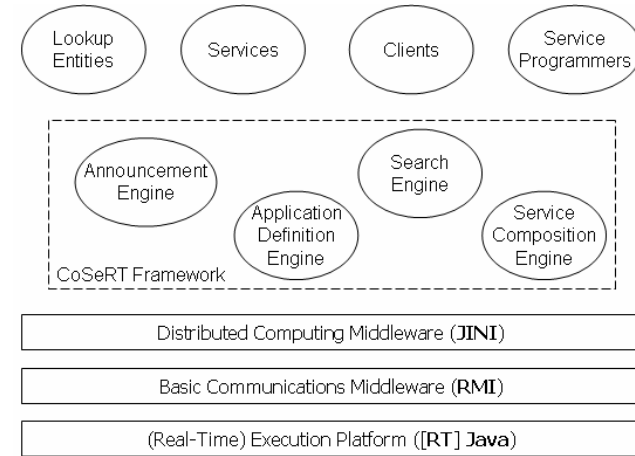 Lookup
Entities
Services
Clients
Service
Programmers
Announcement
Engine
Search
Engine
Application
Definition
Engine
Service
Composition
Engine
CoSeRT Framework
Distributed Computing Middleware (JINI)
Basic Communications Middleware (RMI)
(Real-Time) Execution Platform ([RT] Java)